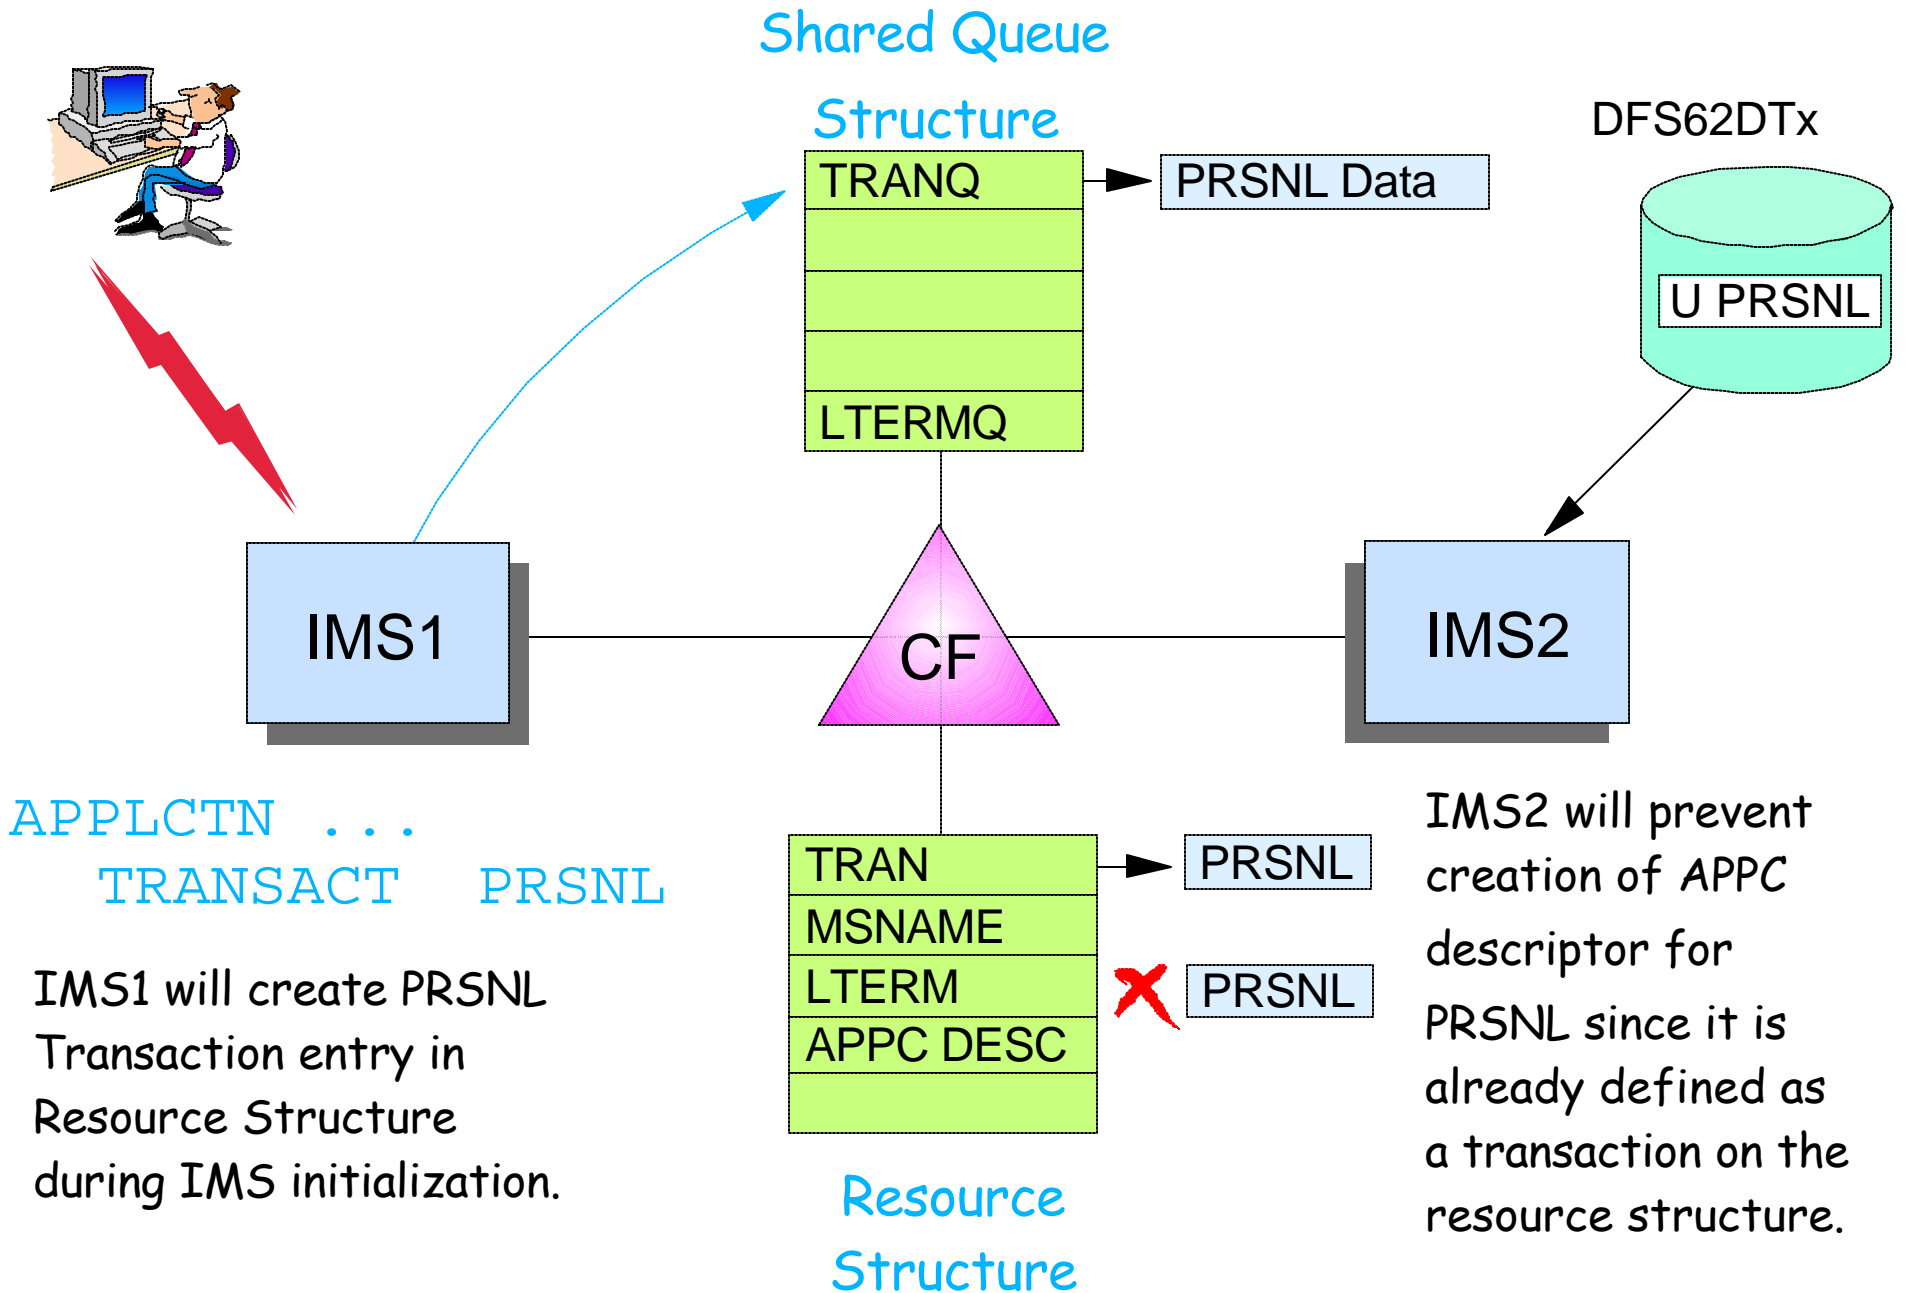 Shared Queue
Structure
DFS62DTx
TRANQ
PRSNL Data
U PRSNL
LTERMQ
IMS1
CF
IMS2
APPLCTN ...
TRANSACT PRSNL
IMS1 will create PRSNL
Transaction entry in
Resource Structure
during IMS initialization.
TRAN
PRSNL
MSNAME
LTERM
PRSNL
APPC DESC
Resource
Structure
IMS2 will prevent
creation of APPC
descriptor for
PRSNL since it is
already defined as
a transaction on the
resource structure.